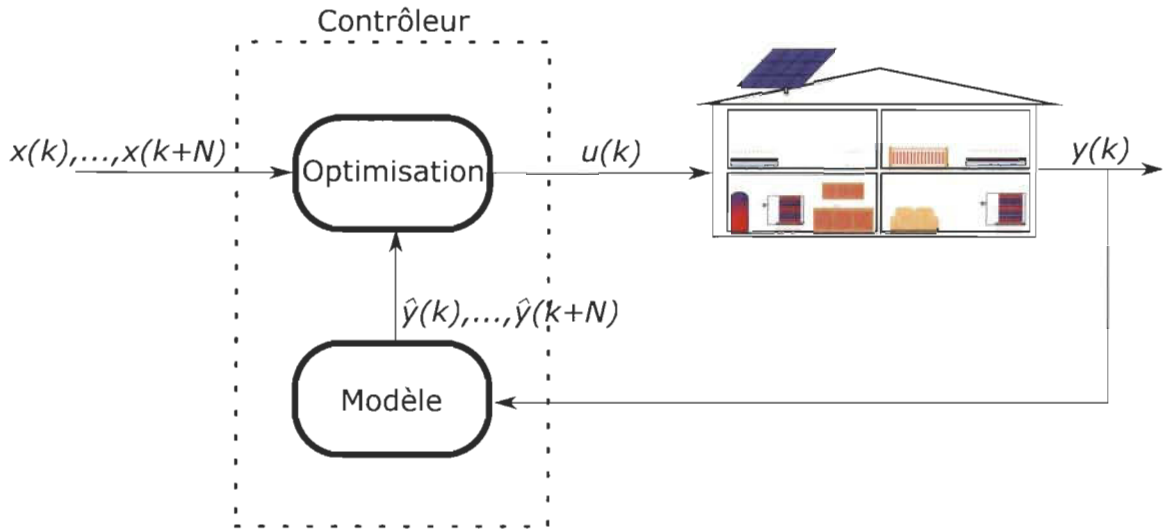 Contrôleur
x(k),...,x(k+N)
Optimisation
u(k)
y(k)
ŷ(k),...,ŷ(k+N)
Modèle